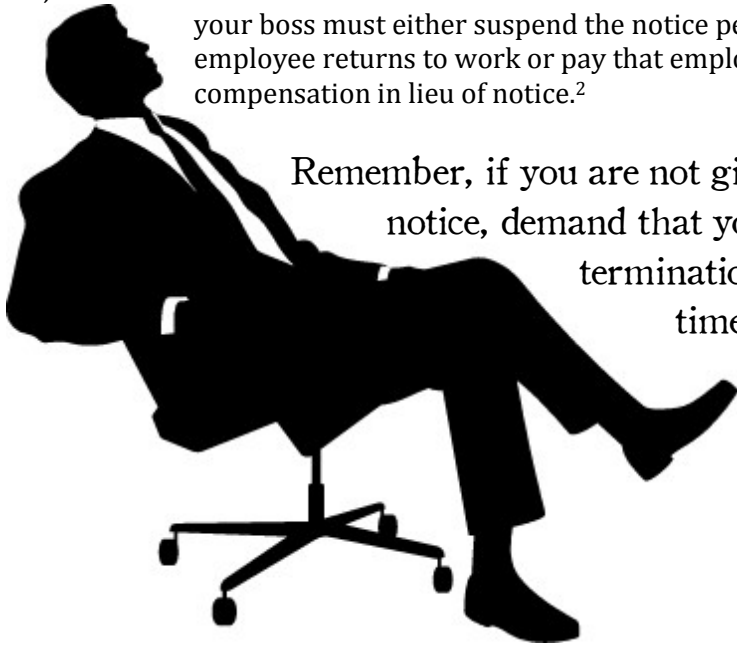 your boss must either suspend the notice pe
employee returns to work or pay that emplo
compensation in lieu of notice.²
Remember, if you are not gi
notice, demand that yo
terminatio
time